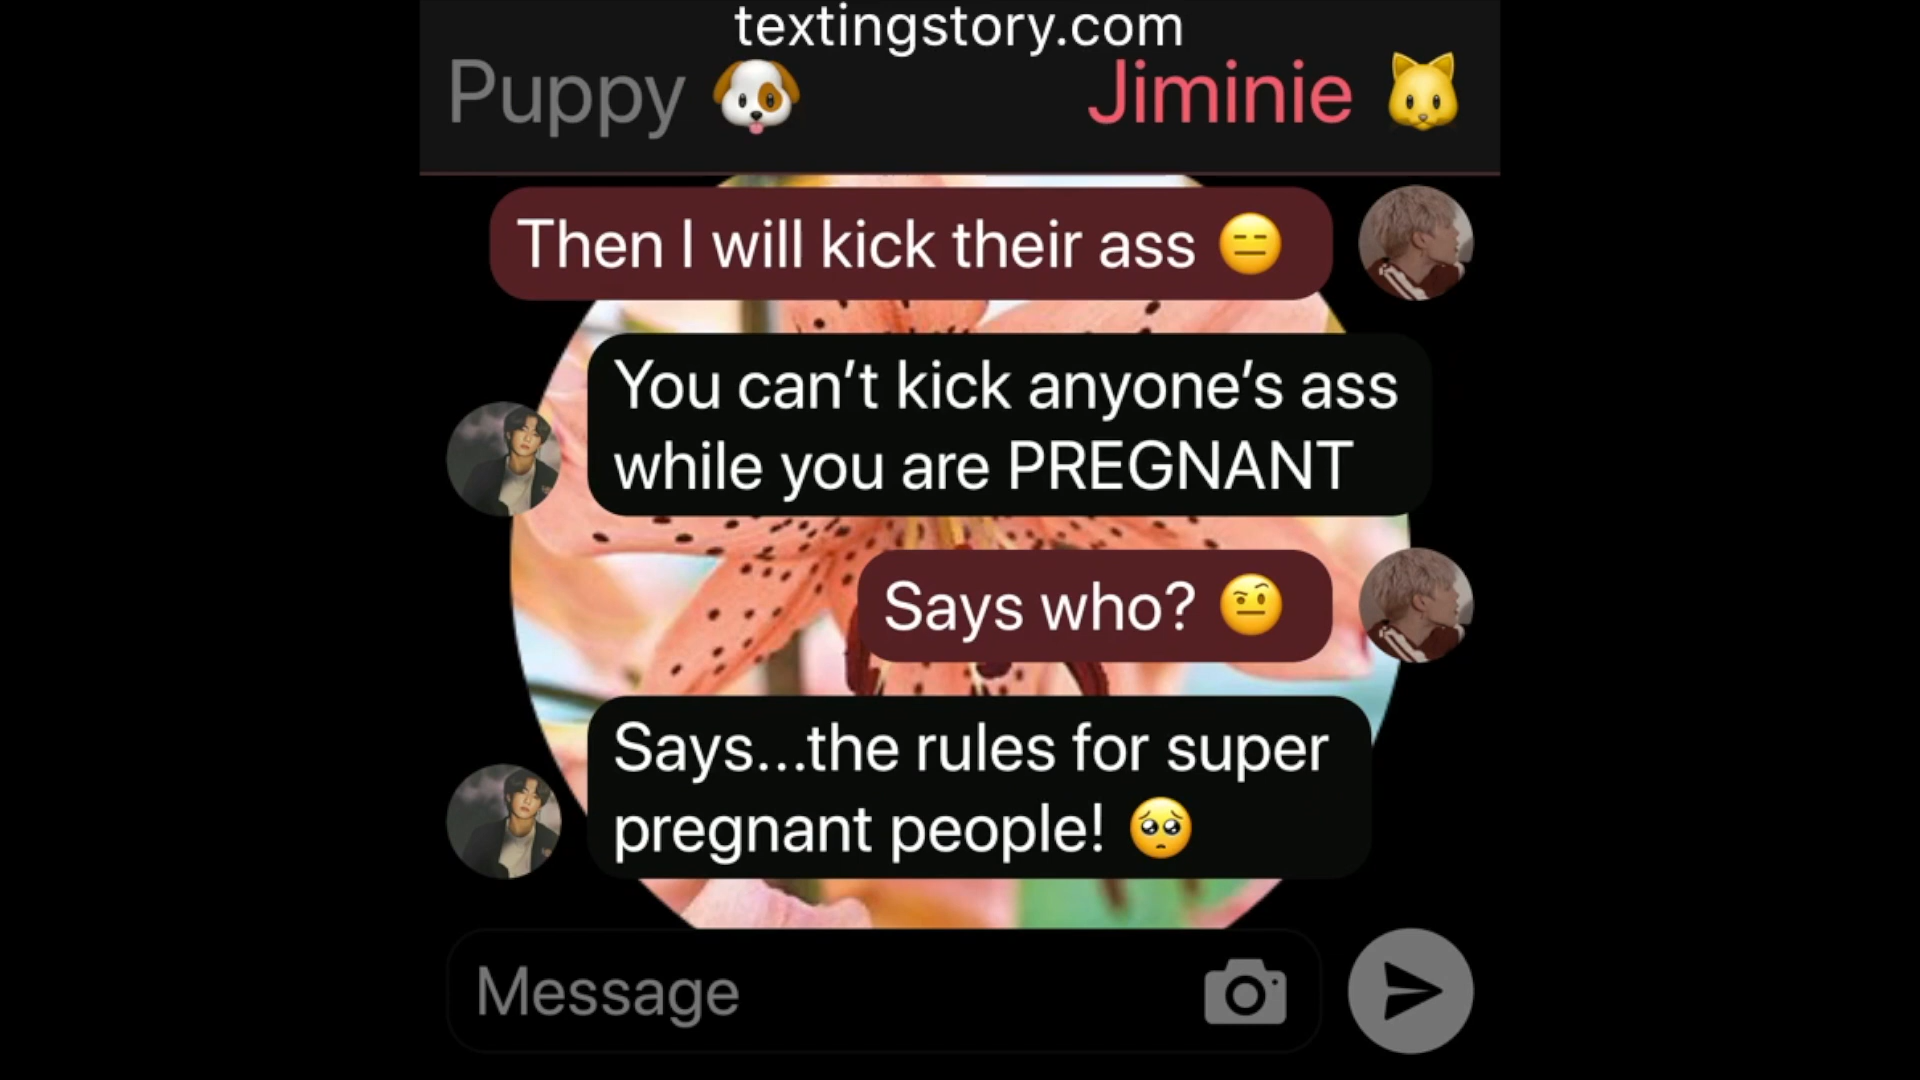 textingstory.com
Puppy 🐶 Jiminie 🐱
Then I will kick their ass 😑
You can’t kick anyone’s ass
while you are PREGNANT
Says who? 🤨
Says...the rules for super
pregnant people! 🥺
Message